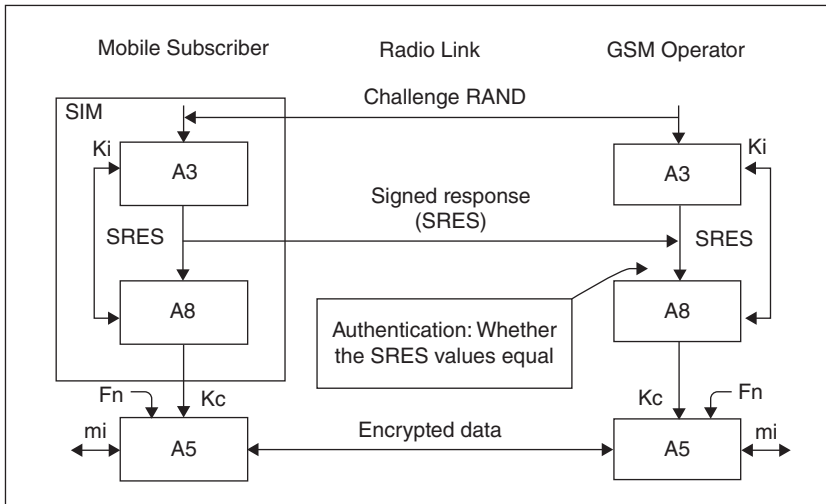 Mobile Subscriber
Radio Link
GSM Operator
SIM
Challenge RAND
Ki
A3
Ki
A3
Signed response
(SRES)
SRES
SRES
A8
A8
Authentication: Whether
the SRES values equal
Fn
Kc
Kc
Fn
mi
A5
Encrypted data
A5
mi